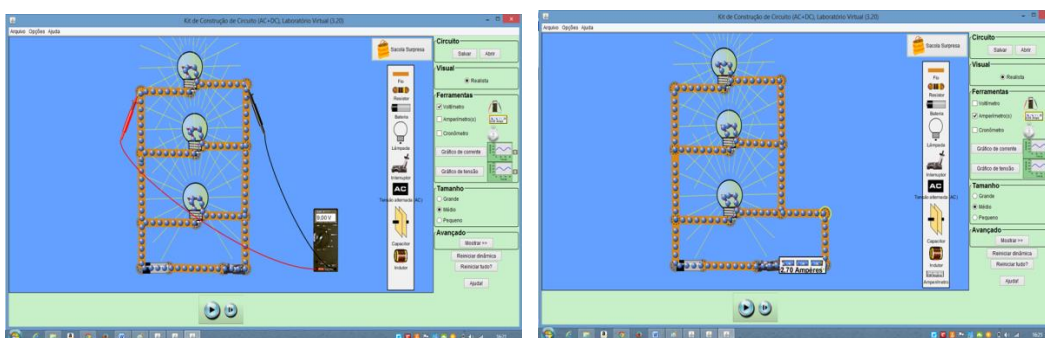 Kit de Construção de Circuito (AC+DC), Laboratório Virtual (3.20)
Arquivo Opções Ajuda
Sacola Surpresa
Fio
Resistor
Bateria
Lâmpada
Interruptor
AC
Tensão alternada (AC)
Capacitor
Indutor
9.00 V
Circuito
Salvar Abrir
Visual
Realista
Ferramentas
Voltímetro
Amperímetro(s)
Cronômetro
Gráfico de corrente
Gráfico de tensão
Tamanho
Grande
Médio
Pequeno
Avançado
Mostrar >>
Reiniciar dinâmica
Reiniciar tudo?
Ajuda!
Kit de Construção de Circuito (AC+DC), Laboratório Virtual (3.20)
Arquivo Opções Ajuda
Sacola Surpresa
Fio
Resistor
Bateria
Lâmpada
Interruptor
AC
Tensão alternada (AC)
Capacitor
Indutor
Amperímetro
2.70 Ampères
Circuito
Salvar Abrir
Visual
Realista
Ferramentas
Voltímetro
Amperímetro(s)
Cronômetro
Gráfico de corrente
Gráfico de tensão
Tamanho
Grande
Médio
Pequeno
Avançado
Mostrar >>
Reiniciar dinâmica
Reiniciar tudo?
Ajuda!